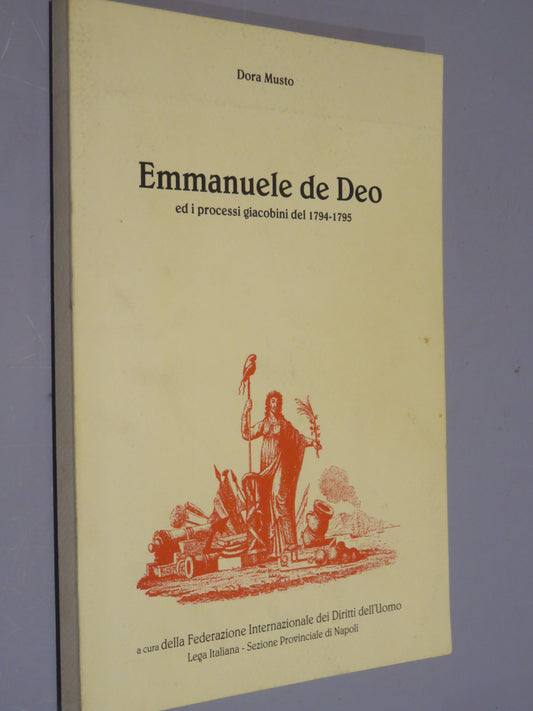 Dora Musto
Emmanuele de Deo
ed i processi giacobini del 1794-1795
a cura della Federazione Internazionale dei Diritti dell'Uomo
Lega Italiana - Sezione Provinciale di Napoli